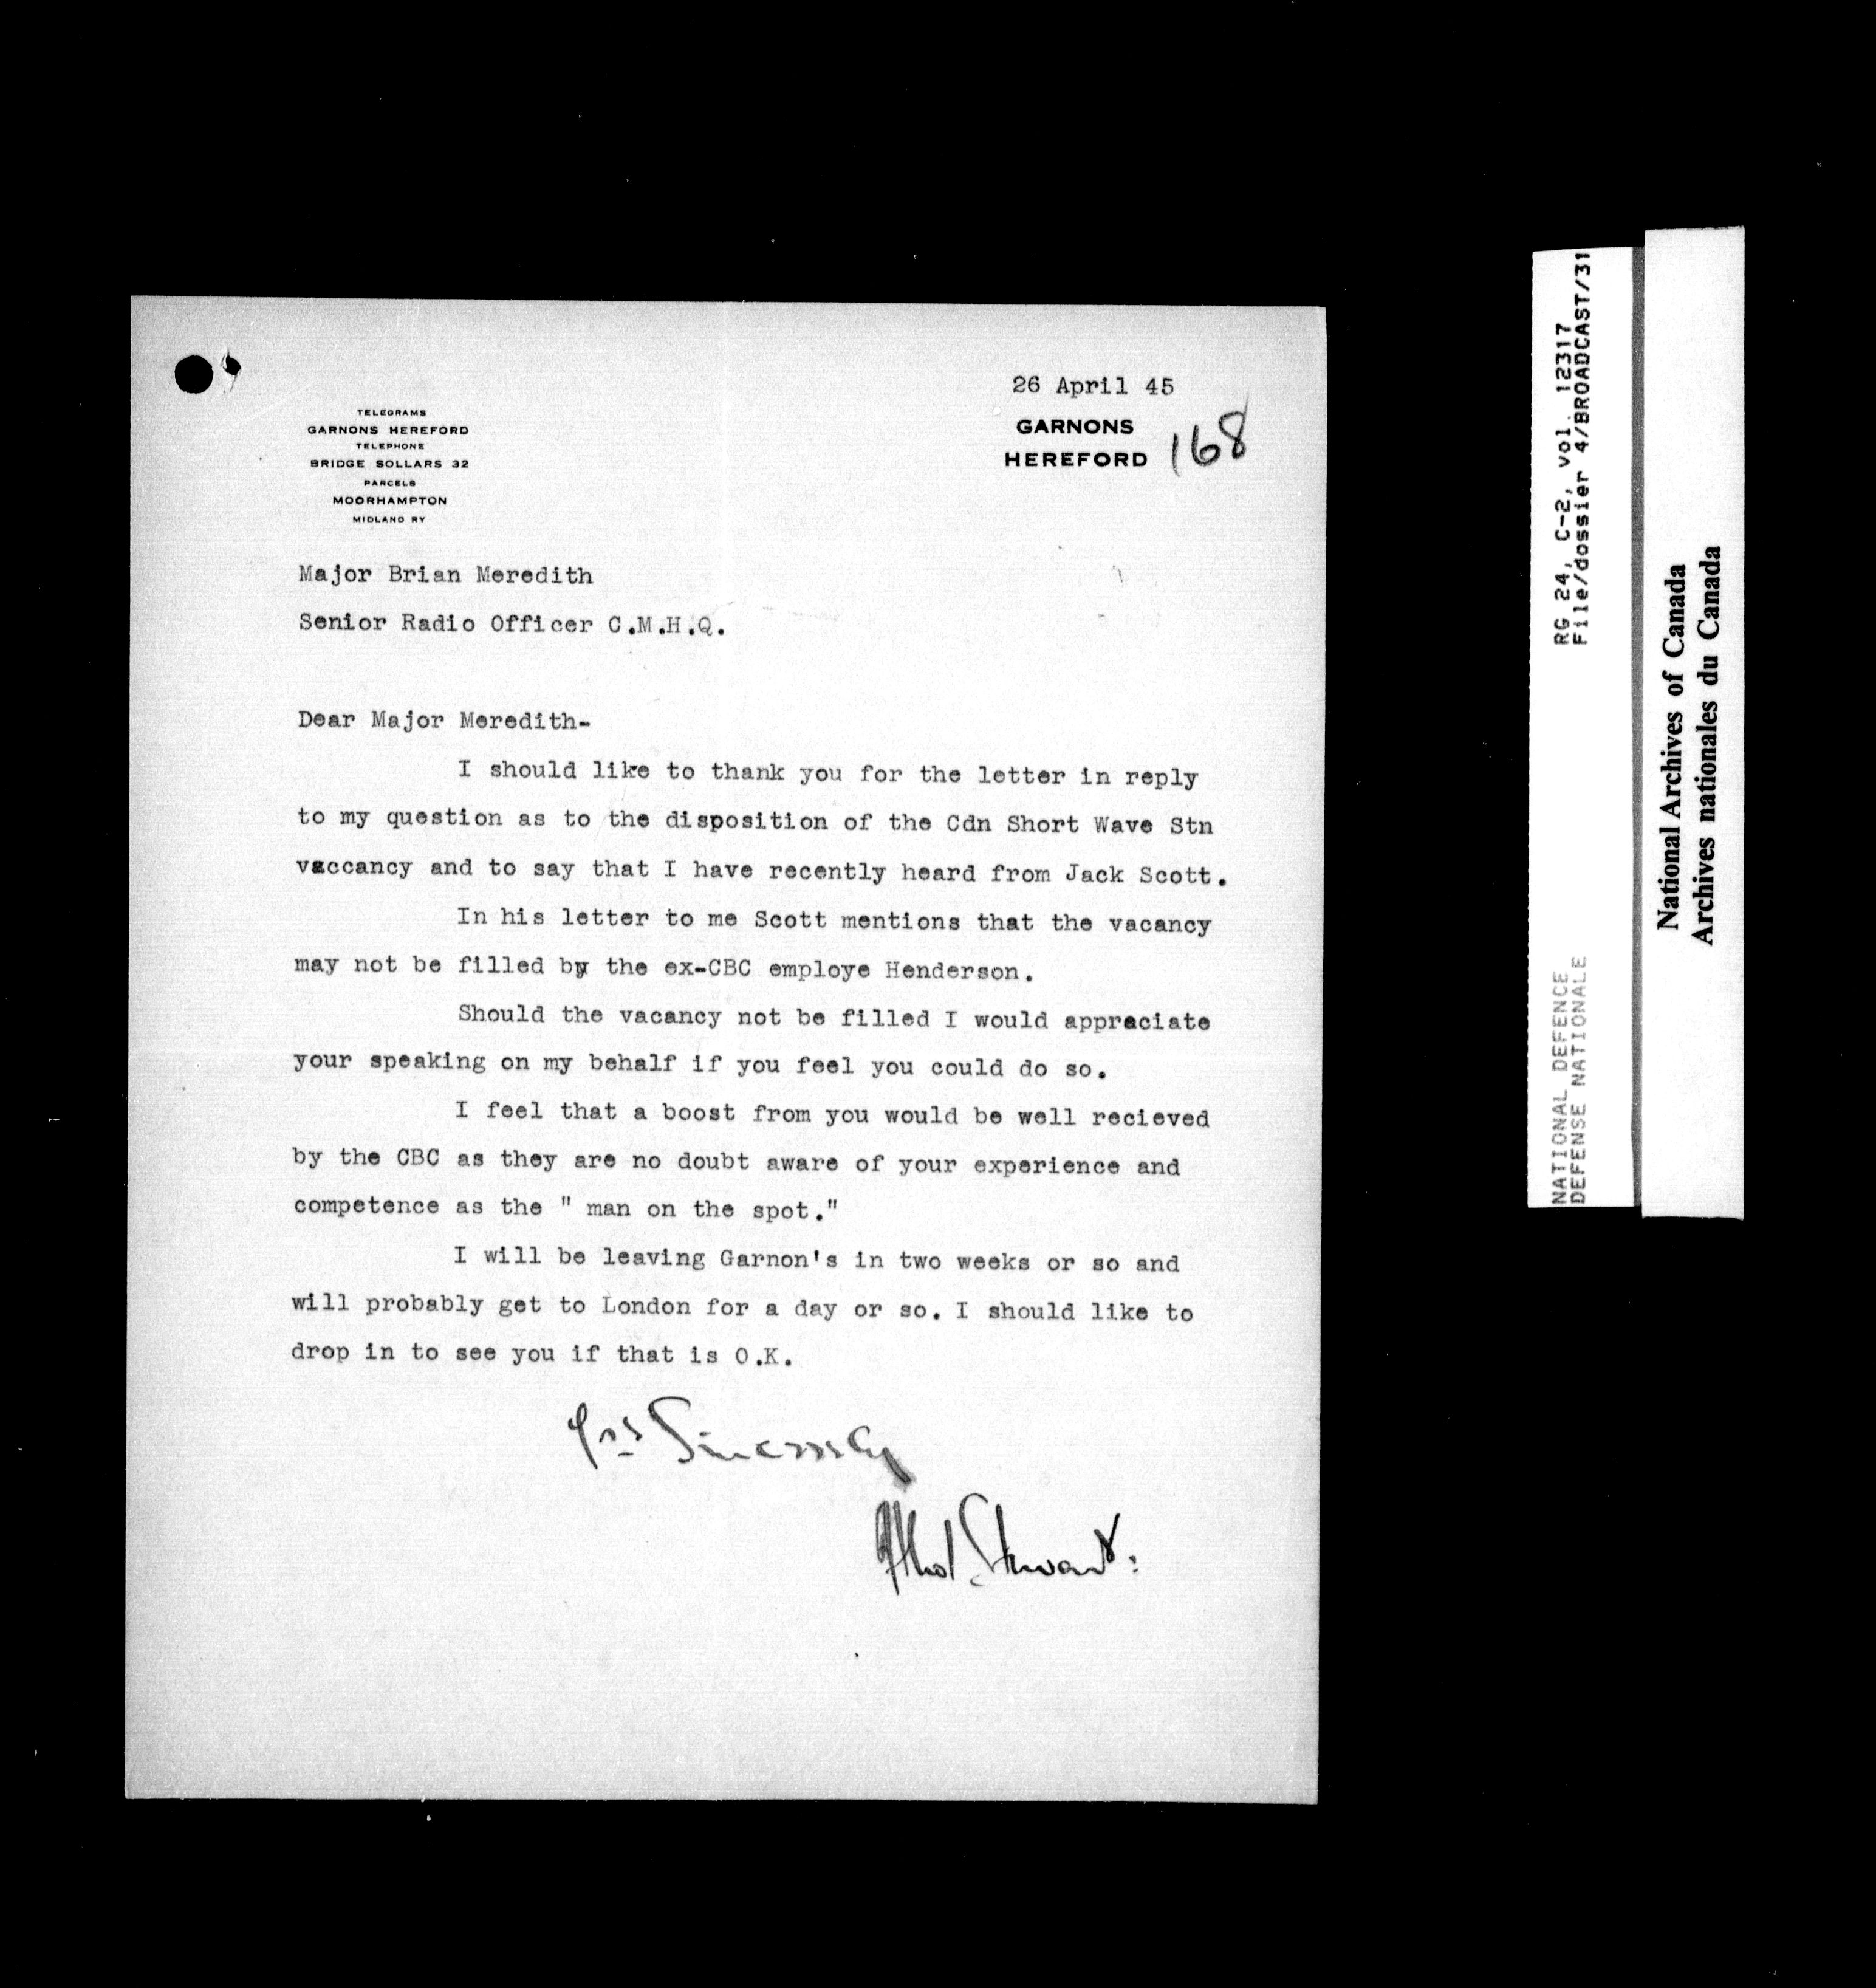 26 April 45
TELEGRAMS
GARNONS HEREFORD
TELEPHONE
BRIDGE SOLLARS 32
PARCELS
MOORHAMPTON
MIDLAND RY
GARNONS
HEREFORD
168
Major Brian Meredith
Senior Radio Officer C.M.H.Q.
Dear Major Meredith-
I should like to thank you for the letter in reply
to my question as to the disposition of the Cdn Short Wave Stn
vaccancy and to say that I have recently heard from Jack Scott.
In his letter to me Scott mentions that the vacancy
may not be filled by the ex-CBC employe Henderson.
Should the vacancy not be filled I would appreciate
your speaking on my behalf if you feel you could do so.
I feel that a boost from you would be well recieved
by the CBC as they are no doubt aware of your experience and
competence as the " man on the spot."
I will be leaving Garnon's in two weeks or so and
will probably get to London for a day or so. I should like to
drop in to see you if that is O.K.
Yrs Sincerely
Athol Stewart.
NATIONAL DEFENCE RG 24, C-2, vol. 12317
DEFENSE NATIONALE File/dossier 4/BROADCAST/31
National Archives of Canada
Archives nationales du Canada